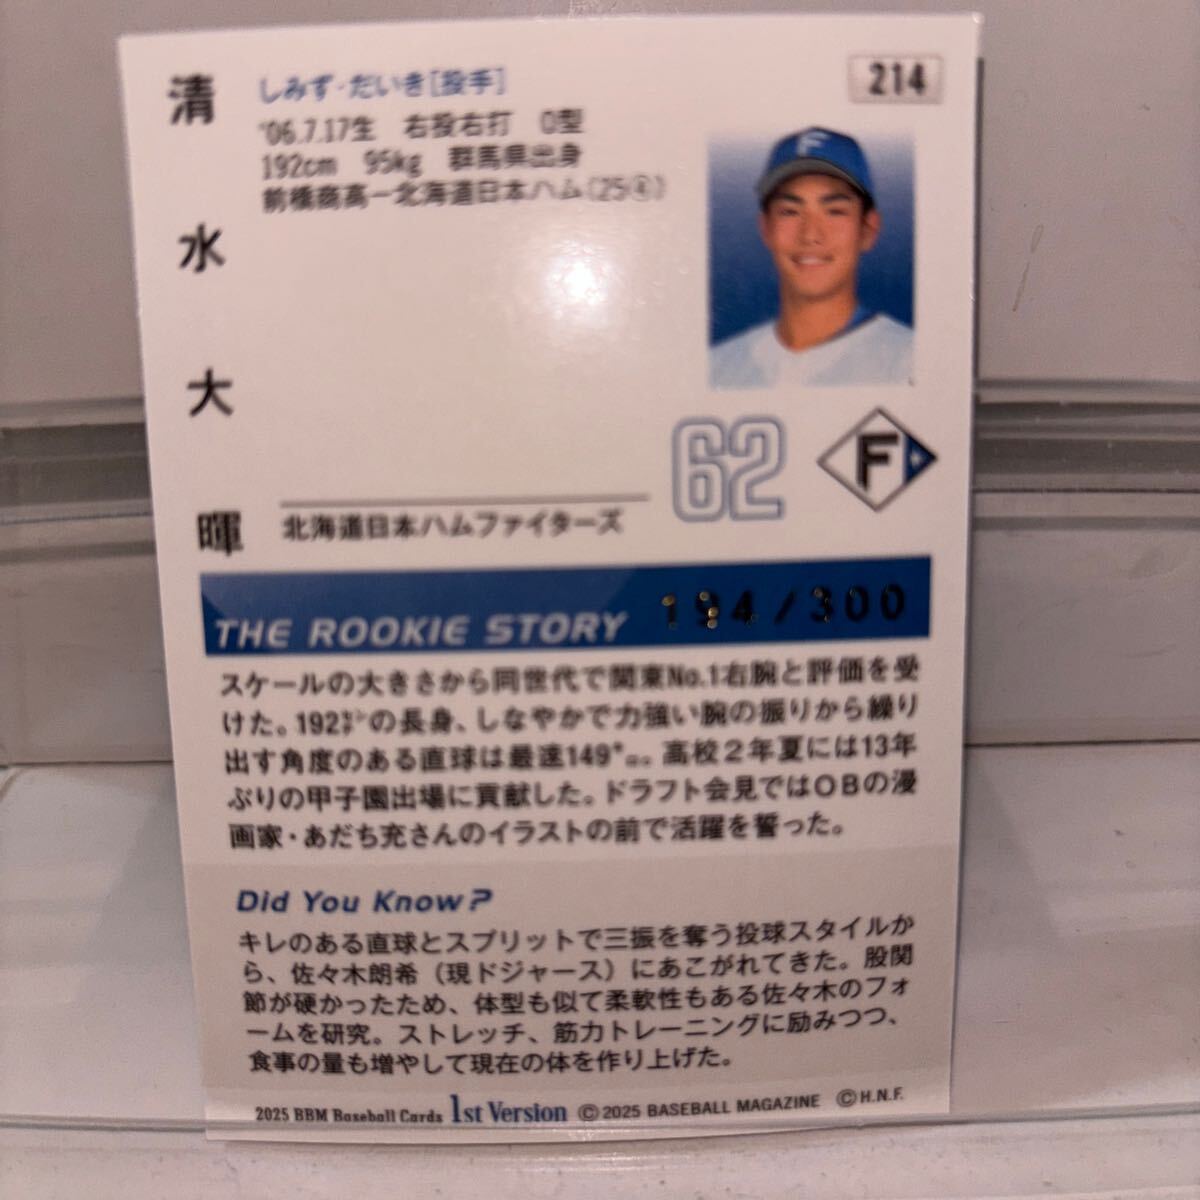 清水大暉
しみず・だいき[投手]
'06.7.17生 右投右打 O型
192cm 95kg 群馬県出身
前橋商高―北海道日本ハム(25④)
214
F
62
F
北海道日本ハムファイターズ
THE ROOKIE STORY 194/300
スケールの大きさから同世代で関東No.1右腕と評価を受
けた。192㌢の長身、しなやかで力強い腕の振りから繰り
出す角度のある直球は最速149㌔。高校２年夏には13年
ぶりの甲子園出場に貢献した。ドラフト会見ではＯＢの漫
画家・あだち充さんのイラストの前で活躍を誓った。
Did You Know?
キレのある直球とスプリットで三振を奪う投球スタイルか
ら、佐々木朗希（現ドジャース）にあこがれてきた。股関
節が硬かったため、体型も似て柔軟性もある佐々木のフォ
ームを研究。ストレッチ、筋力トレーニングに励みつつ、
食事の量も増やして現在の体を作り上げた。
2025 BBM Baseball Cards 1st Version ©2025 BASEBALL MAGAZINE ©H.N.F.